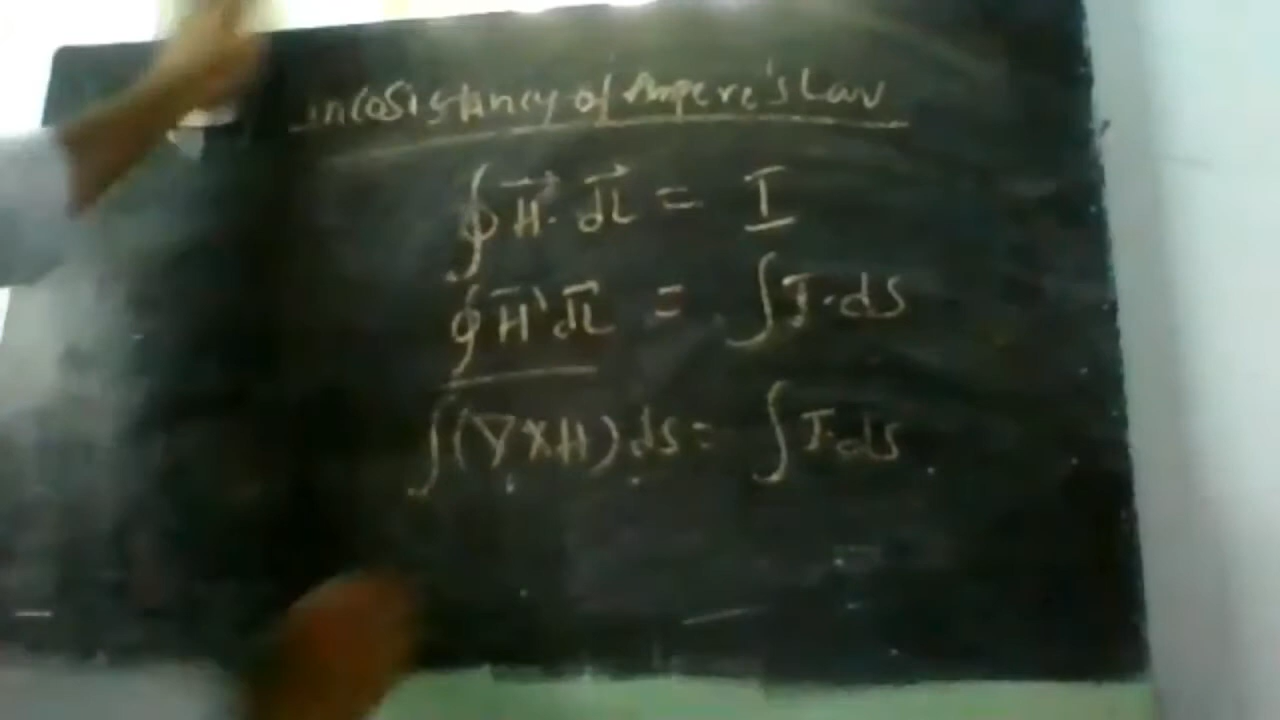 incosistancy of Ampere's Law
∮ H⃗ · dl⃗ = I
∮ H⃗ · dl⃗ = ∫ J · ds
∫ (∇ × H) ds = ∫ J · ds